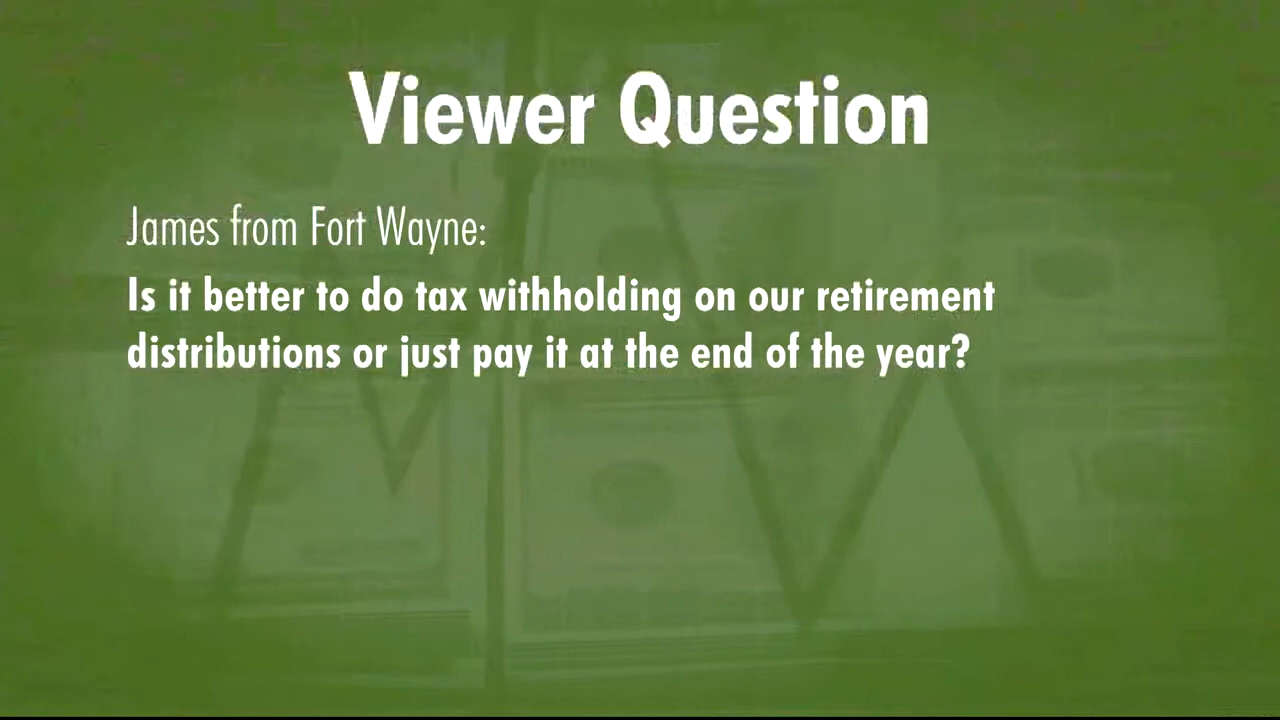 Viewer Question
James from Fort Wayne:
Is it better to do tax withholding on our retirement
distributions or just pay it at the end of the year?